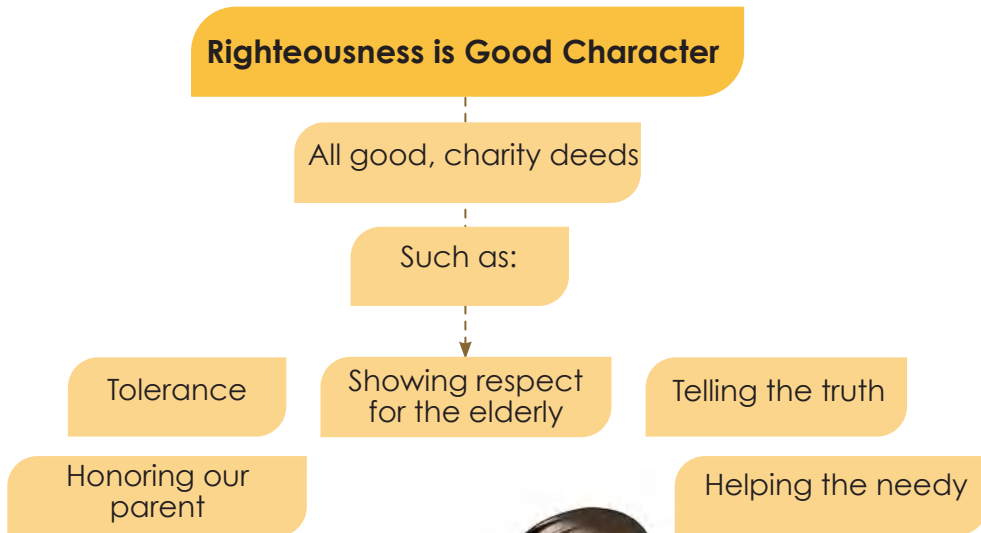 Righteousness is Good Character
All good, charity deeds
Such as:
Tolerance
Showing respect
for the elderly
Telling the truth
Honoring our
parent
Helping the needy